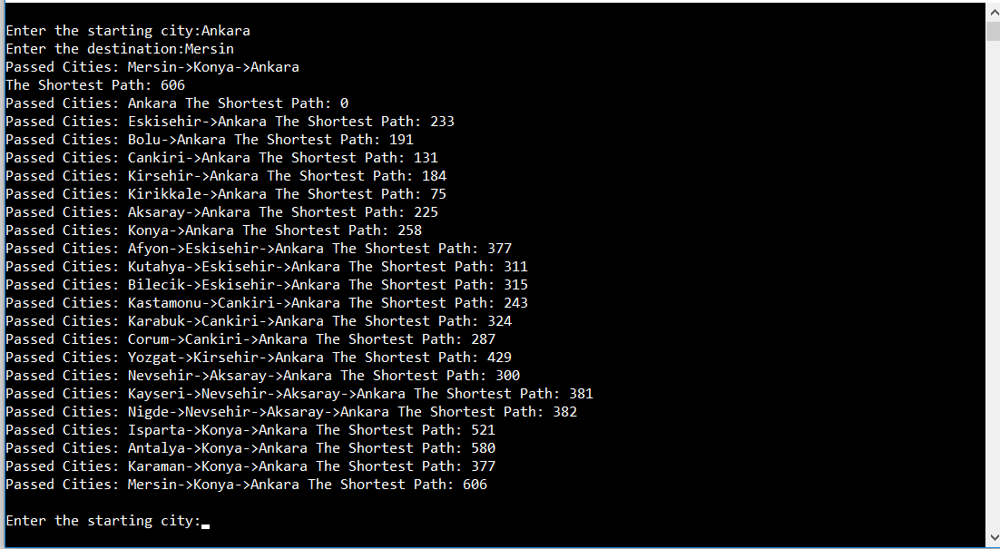 Enter the starting city:Ankara
Enter the destination:Mersin
Passed Cities: Mersin->Konya->Ankara
The Shortest Path: 606
Passed Cities: Ankara The Shortest Path: 0
Passed Cities: Eskisehir->Ankara The Shortest Path: 233
Passed Cities: Bolu->Ankara The Shortest Path: 191
Passed Cities: Cankiri->Ankara The Shortest Path: 131
Passed Cities: Kirsehir->Ankara The Shortest Path: 184
Passed Cities: Kirikkale->Ankara The Shortest Path: 75
Passed Cities: Aksaray->Ankara The Shortest Path: 225
Passed Cities: Konya->Ankara The Shortest Path: 258
Passed Cities: Afyon->Eskisehir->Ankara The Shortest Path: 377
Passed Cities: Kutahya->Eskisehir->Ankara The Shortest Path: 311
Passed Cities: Bilecik->Eskisehir->Ankara The Shortest Path: 315
Passed Cities: Kastamonu->Cankiri->Ankara The Shortest Path: 243
Passed Cities: Karabuk->Cankiri->Ankara The Shortest Path: 324
Passed Cities: Corum->Cankiri->Ankara The Shortest Path: 287
Passed Cities: Yozgat->Kirsehir->Ankara The Shortest Path: 429
Passed Cities: Nevsehir->Aksaray->Ankara The Shortest Path: 300
Passed Cities: Kayseri->Nevsehir->Aksaray->Ankara The Shortest Path: 381
Passed Cities: Nigde->Nevsehir->Aksaray->Ankara The Shortest Path: 382
Passed Cities: Isparta->Konya->Ankara The Shortest Path: 521
Passed Cities: Antalya->Konya->Ankara The Shortest Path: 580
Passed Cities: Karaman->Konya->Ankara The Shortest Path: 377
Passed Cities: Mersin->Konya->Ankara The Shortest Path: 606
Enter the starting city: